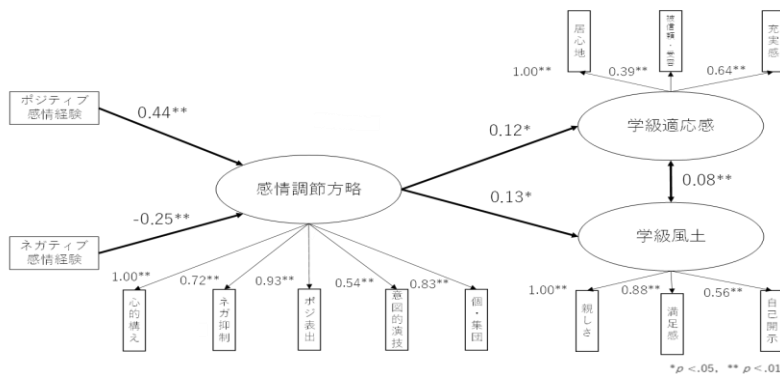 居心地
被信頼・受容
充実感
1.00**
0.39**
0.64**
ポジティブ
感情経験
0.44**
学級適応感
0.12*
感情調節方略
0.08**
0.13*
-0.25**
ネガティブ
感情経験
学級風土
1.00**
0.72**
0.93**
0.54**
0.83**
1.00**
0.88**
0.56**
心的構え
ネガ抑制
ポジ表出
意図的演技
個・集団
親しさ
満足感
自己開示
*p <.05, ** p <.01